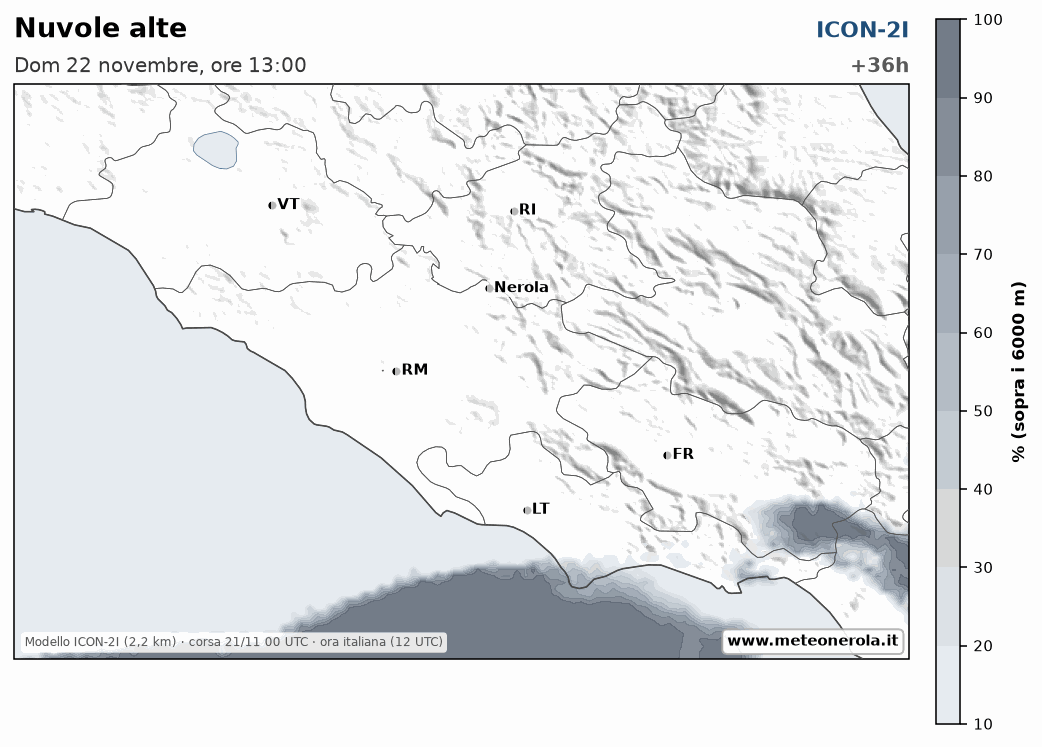 Nuvole alte
ICON-2I
Dom 22 novembre, ore 13:00
+36h
100
90
80
70
60
50
40
30
20
10
% (sopra i 6000 m)
VT
RI
Nerola
RM
FR
LT
Modello ICON-2I (2,2 km) · corsa 21/11 00 UTC · ora italiana (12 UTC)
www.meteonerola.it